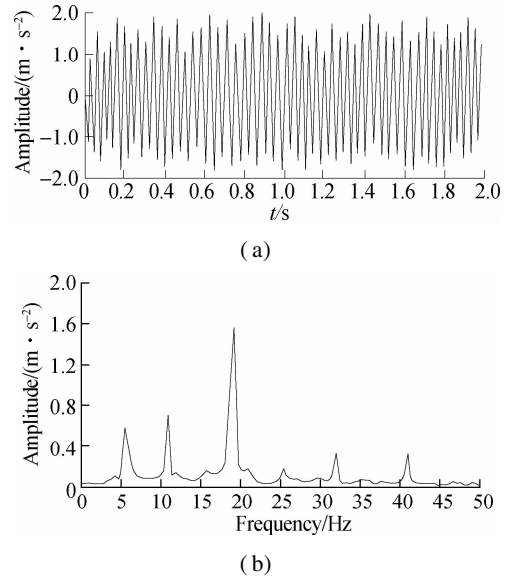 2.0
1.0
0
−1.0
−2.0
Amplitude/(m · s⁻²)
0 0.2 0.4 0.6 0.8 1.0 1.2 1.4 1.6 1.8 2.0
t/s
(a)
2.0
1.6
1.2
0.8
0.4
0
Amplitude/(m · s⁻²)
0 5 10 15 20 25 30 35 40 45 50
Frequency/Hz
(b)